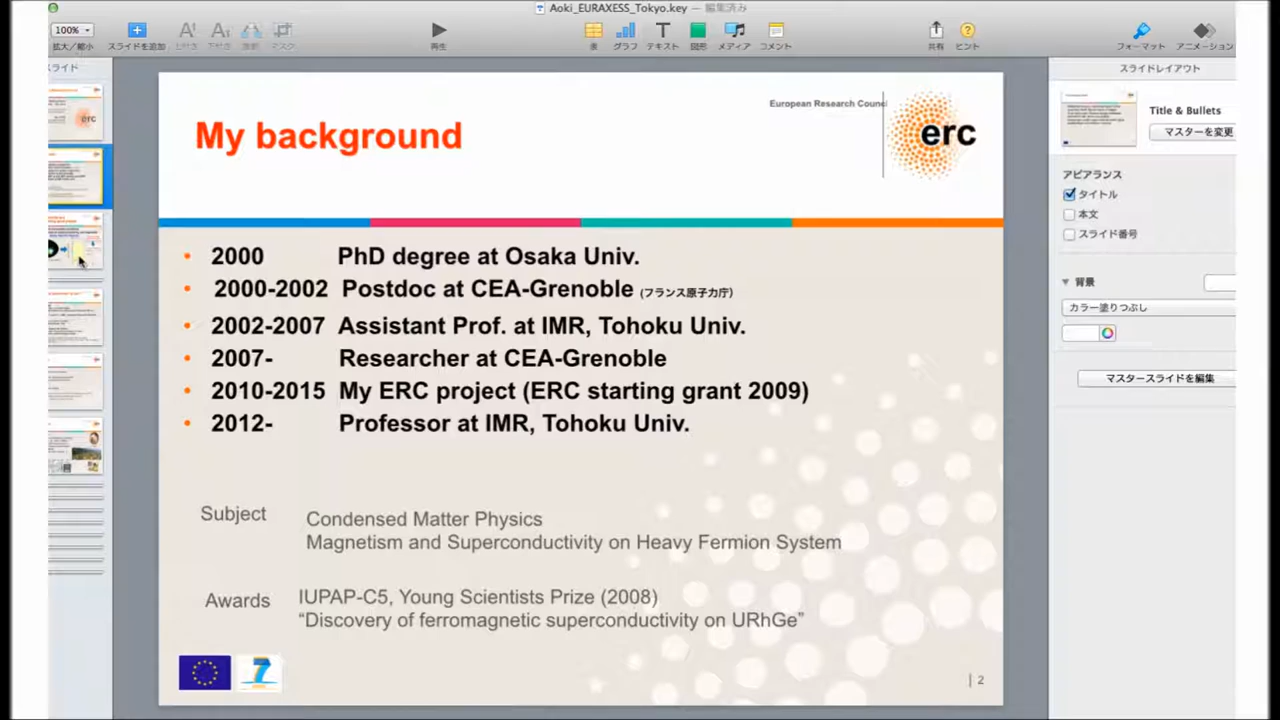 Aoki_EURAXESS_Tokyo.key — 編集済み
100%
拡大／縮小
スライドを追加
マスク
再生
表
グラフ
テキスト
図形
メディア
コメント
共有
ヒント
フォーマット
アニメーション
スライド
スライドレイアウト
Title & Bullets
マスターを変更
アピアランス
タイトル
本文
スライド番号
背景
カラー塗りつぶし
マスタースライドを編集
European Research Council
erc
My background
• 2000 PhD degree at Osaka Univ.
• 2000-2002 Postdoc at CEA-Grenoble (フランス原子力庁)
• 2002-2007 Assistant Prof. at IMR, Tohoku Univ.
• 2007- Researcher at CEA-Grenoble
• 2010-2015 My ERC project (ERC starting grant 2009)
• 2012- Professor at IMR, Tohoku Univ.
Subject
Condensed Matter Physics
Magnetism and Superconductivity on Heavy Fermion System
Awards
IUPAP-C5, Young Scientists Prize (2008)
“Discovery of ferromagnetic superconductivity on URhGe”
7
| 2